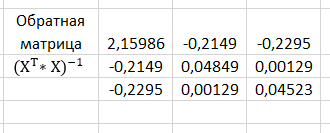 Обратная
матрица 2,15986 -0,2149 -0,2295
(Xᵀ* X)⁻¹ -0,2149 0,04849 0,00129
-0,2295 0,00129 0,04523